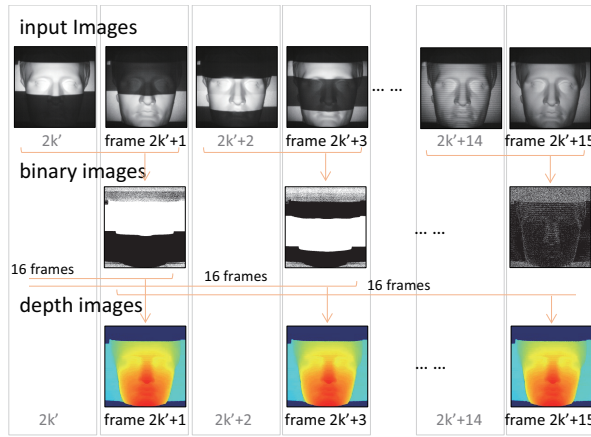 input Images
... ...
2k' frame 2k'+1 2k'+2 frame 2k'+3 2k'+14 frame 2k'+15
binary images
... ...
16 frames
16 frames
16 frames
depth images
... ...
2k' frame 2k'+1 2k'+2 frame 2k'+3 2k'+14 frame 2k'+15